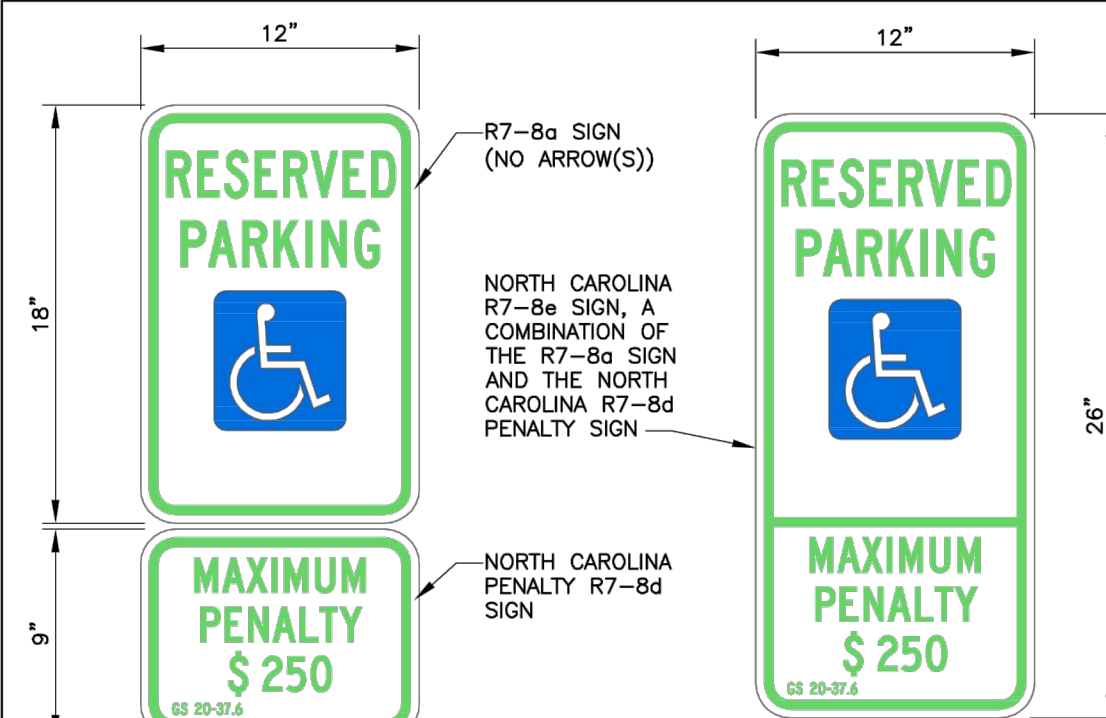 12”
R7-8a SIGN
(NO ARROW(S))
RESERVED
PARKING
18”
NORTH CAROLINA
R7-8e SIGN, A
COMBINATION OF
THE R7-8a SIGN
AND THE NORTH
CAROLINA R7-8d
PENALTY SIGN
NORTH CAROLINA
PENALTY R7-8d
SIGN
MAXIMUM
PENALTY
$ 250
GS 20-37.6
9”
12”
RESERVED
PARKING
26”
MAXIMUM
PENALTY
$ 250
GS 20-37.6